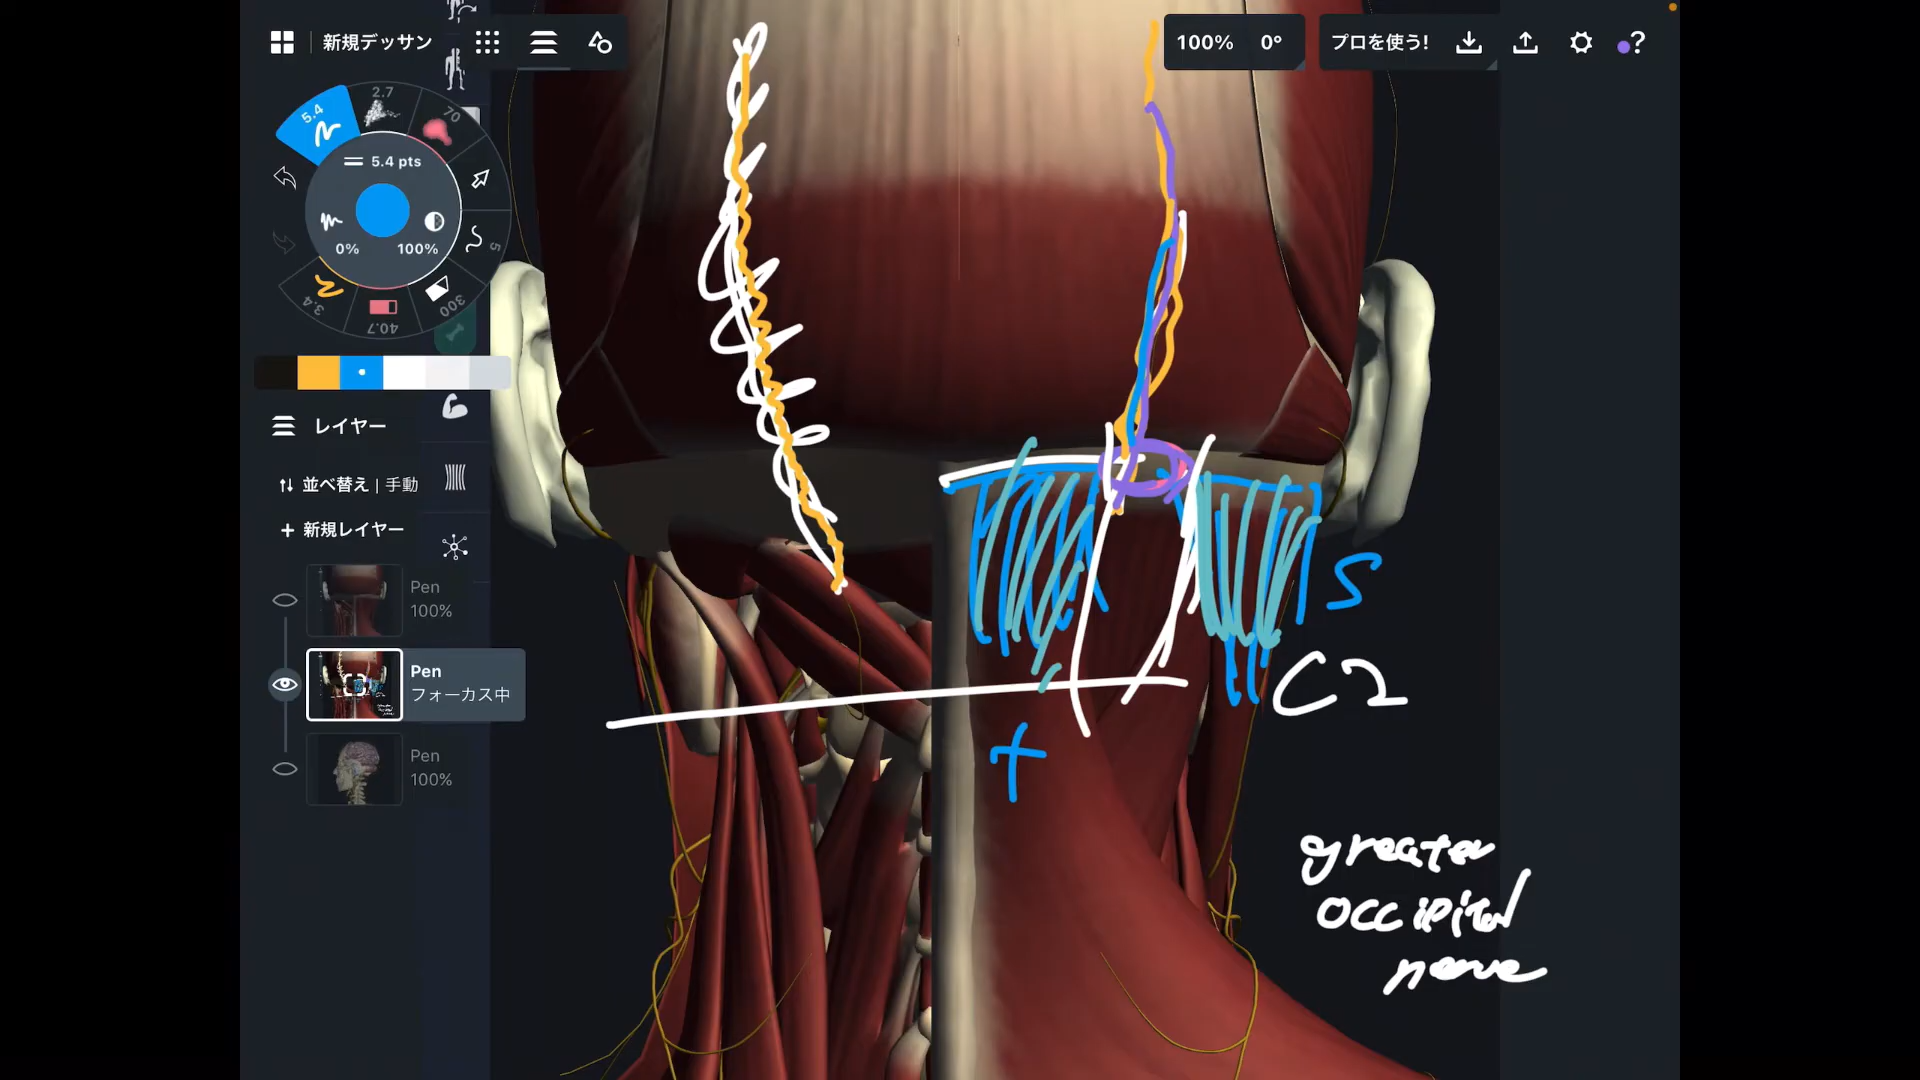 新規デッサン
100% 0° プロを使う! ?
2.7
5.4
70
5.4 pts
0% 100%
5
3.4
40.7
300
レイヤー
並べ替え | 手動
+ 新規レイヤー
Pen
100%
Pen
フォーカス中
Pen
100%
S
C2
t
greater
occipital
nerve